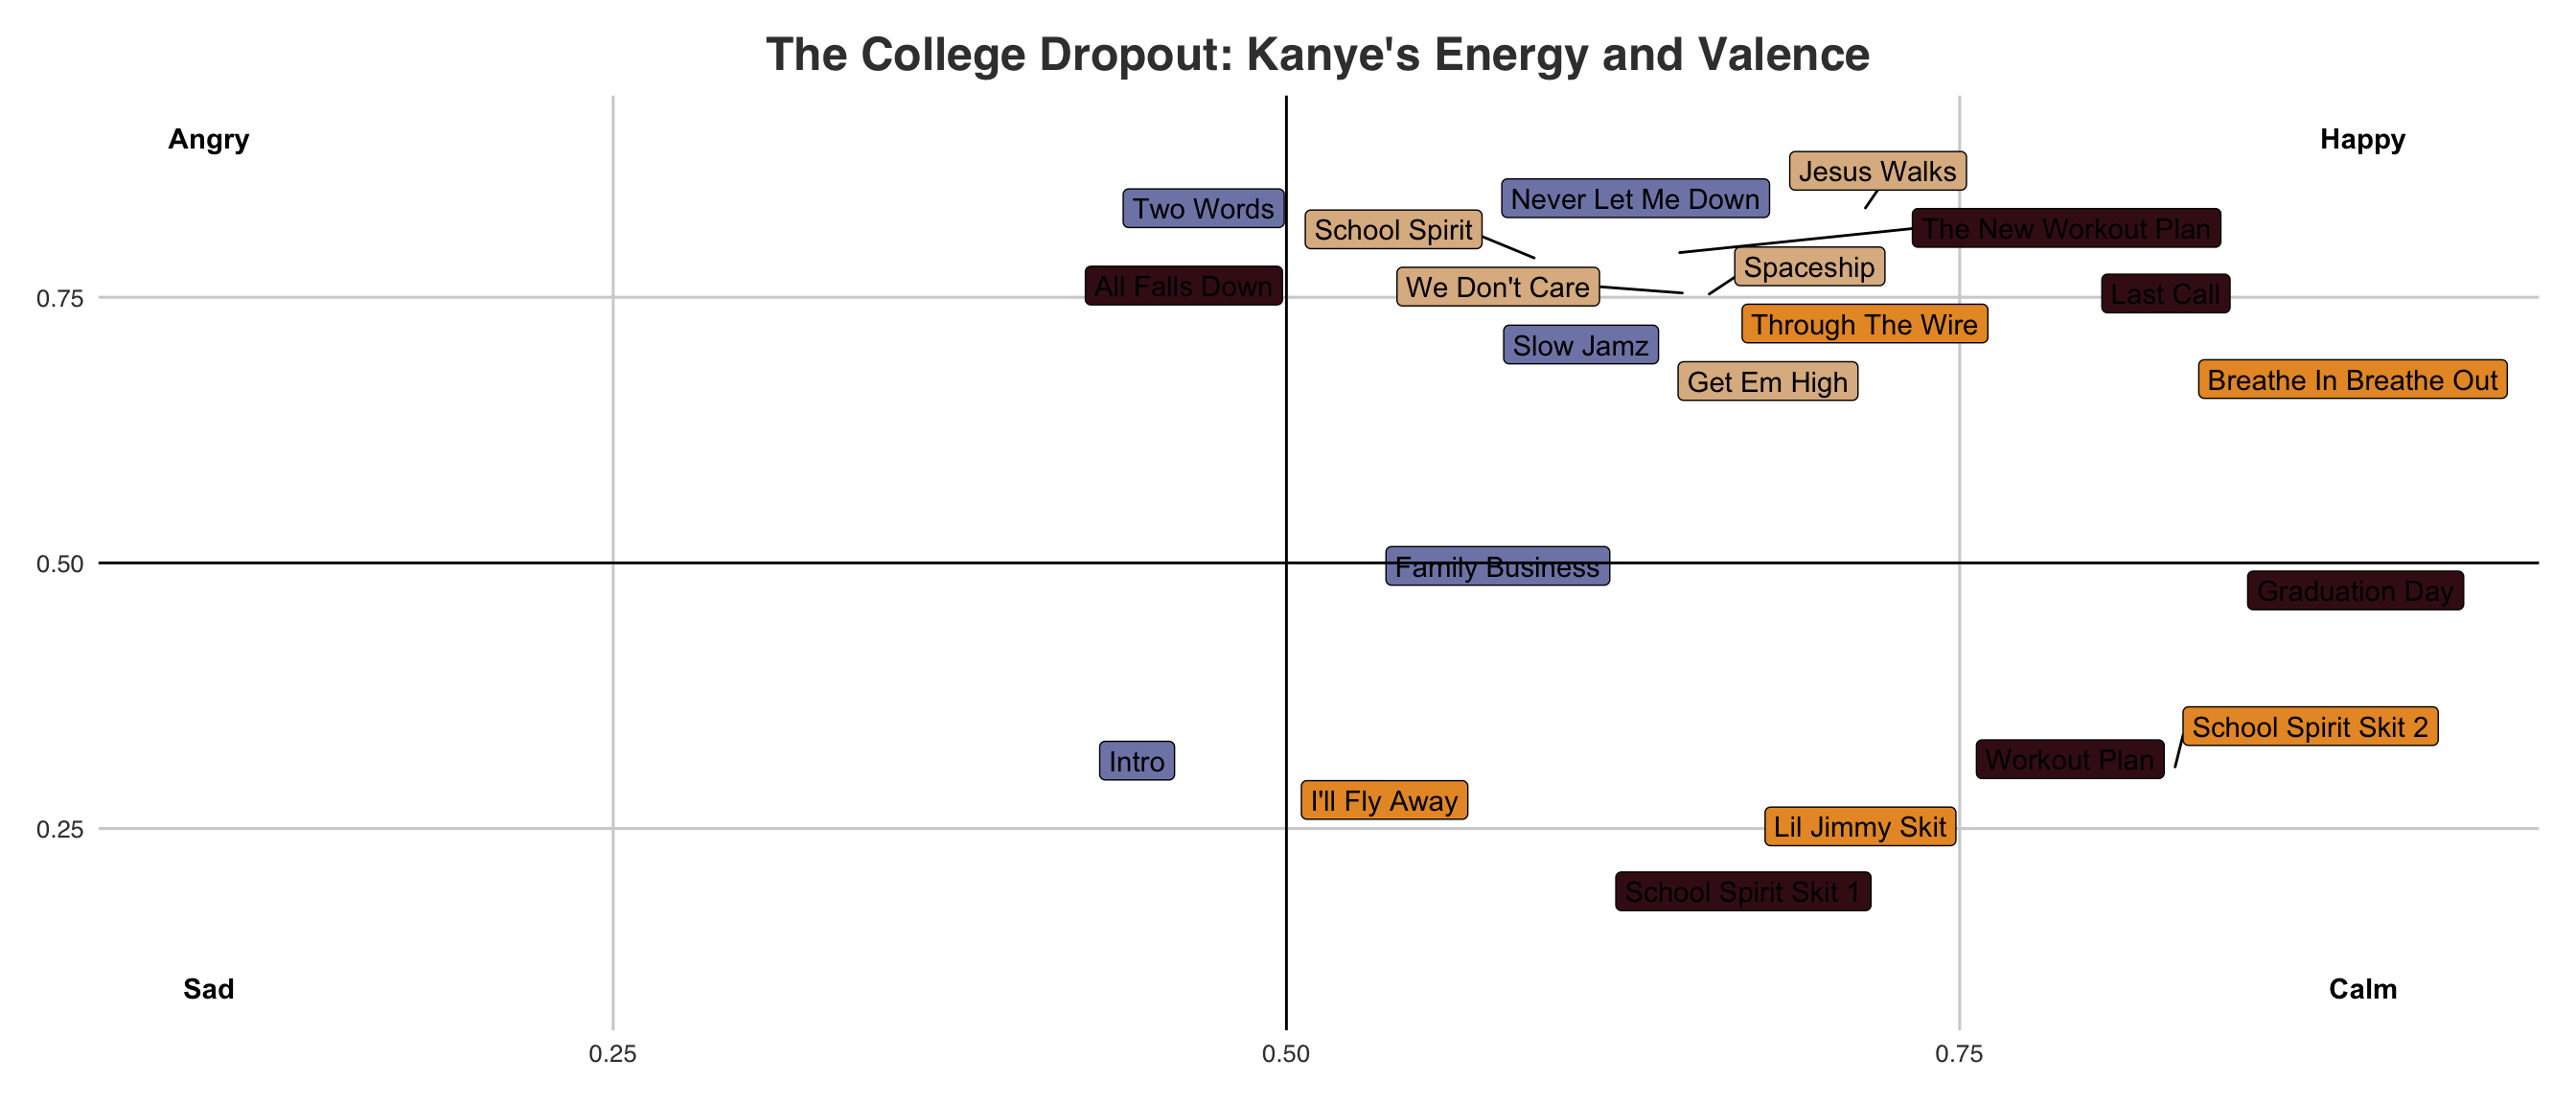 The College Dropout: Kanye's Energy and Valence
Angry
Happy
Jesus Walks
Never Let Me Down
Two Words
School Spirit
The New Workout Plan
Spaceship
All Falls Down
We Don't Care
Last Call
0.75
Through The Wire
Slow Jamz
Get Em High
Breathe In Breathe Out
0.50
Family Business
Graduation Day
School Spirit Skit 2
Intro
Workout Plan
I'll Fly Away
0.25
Lil Jimmy Skit
School Spirit Skit 1
Sad
Calm
0.25
0.50
0.75